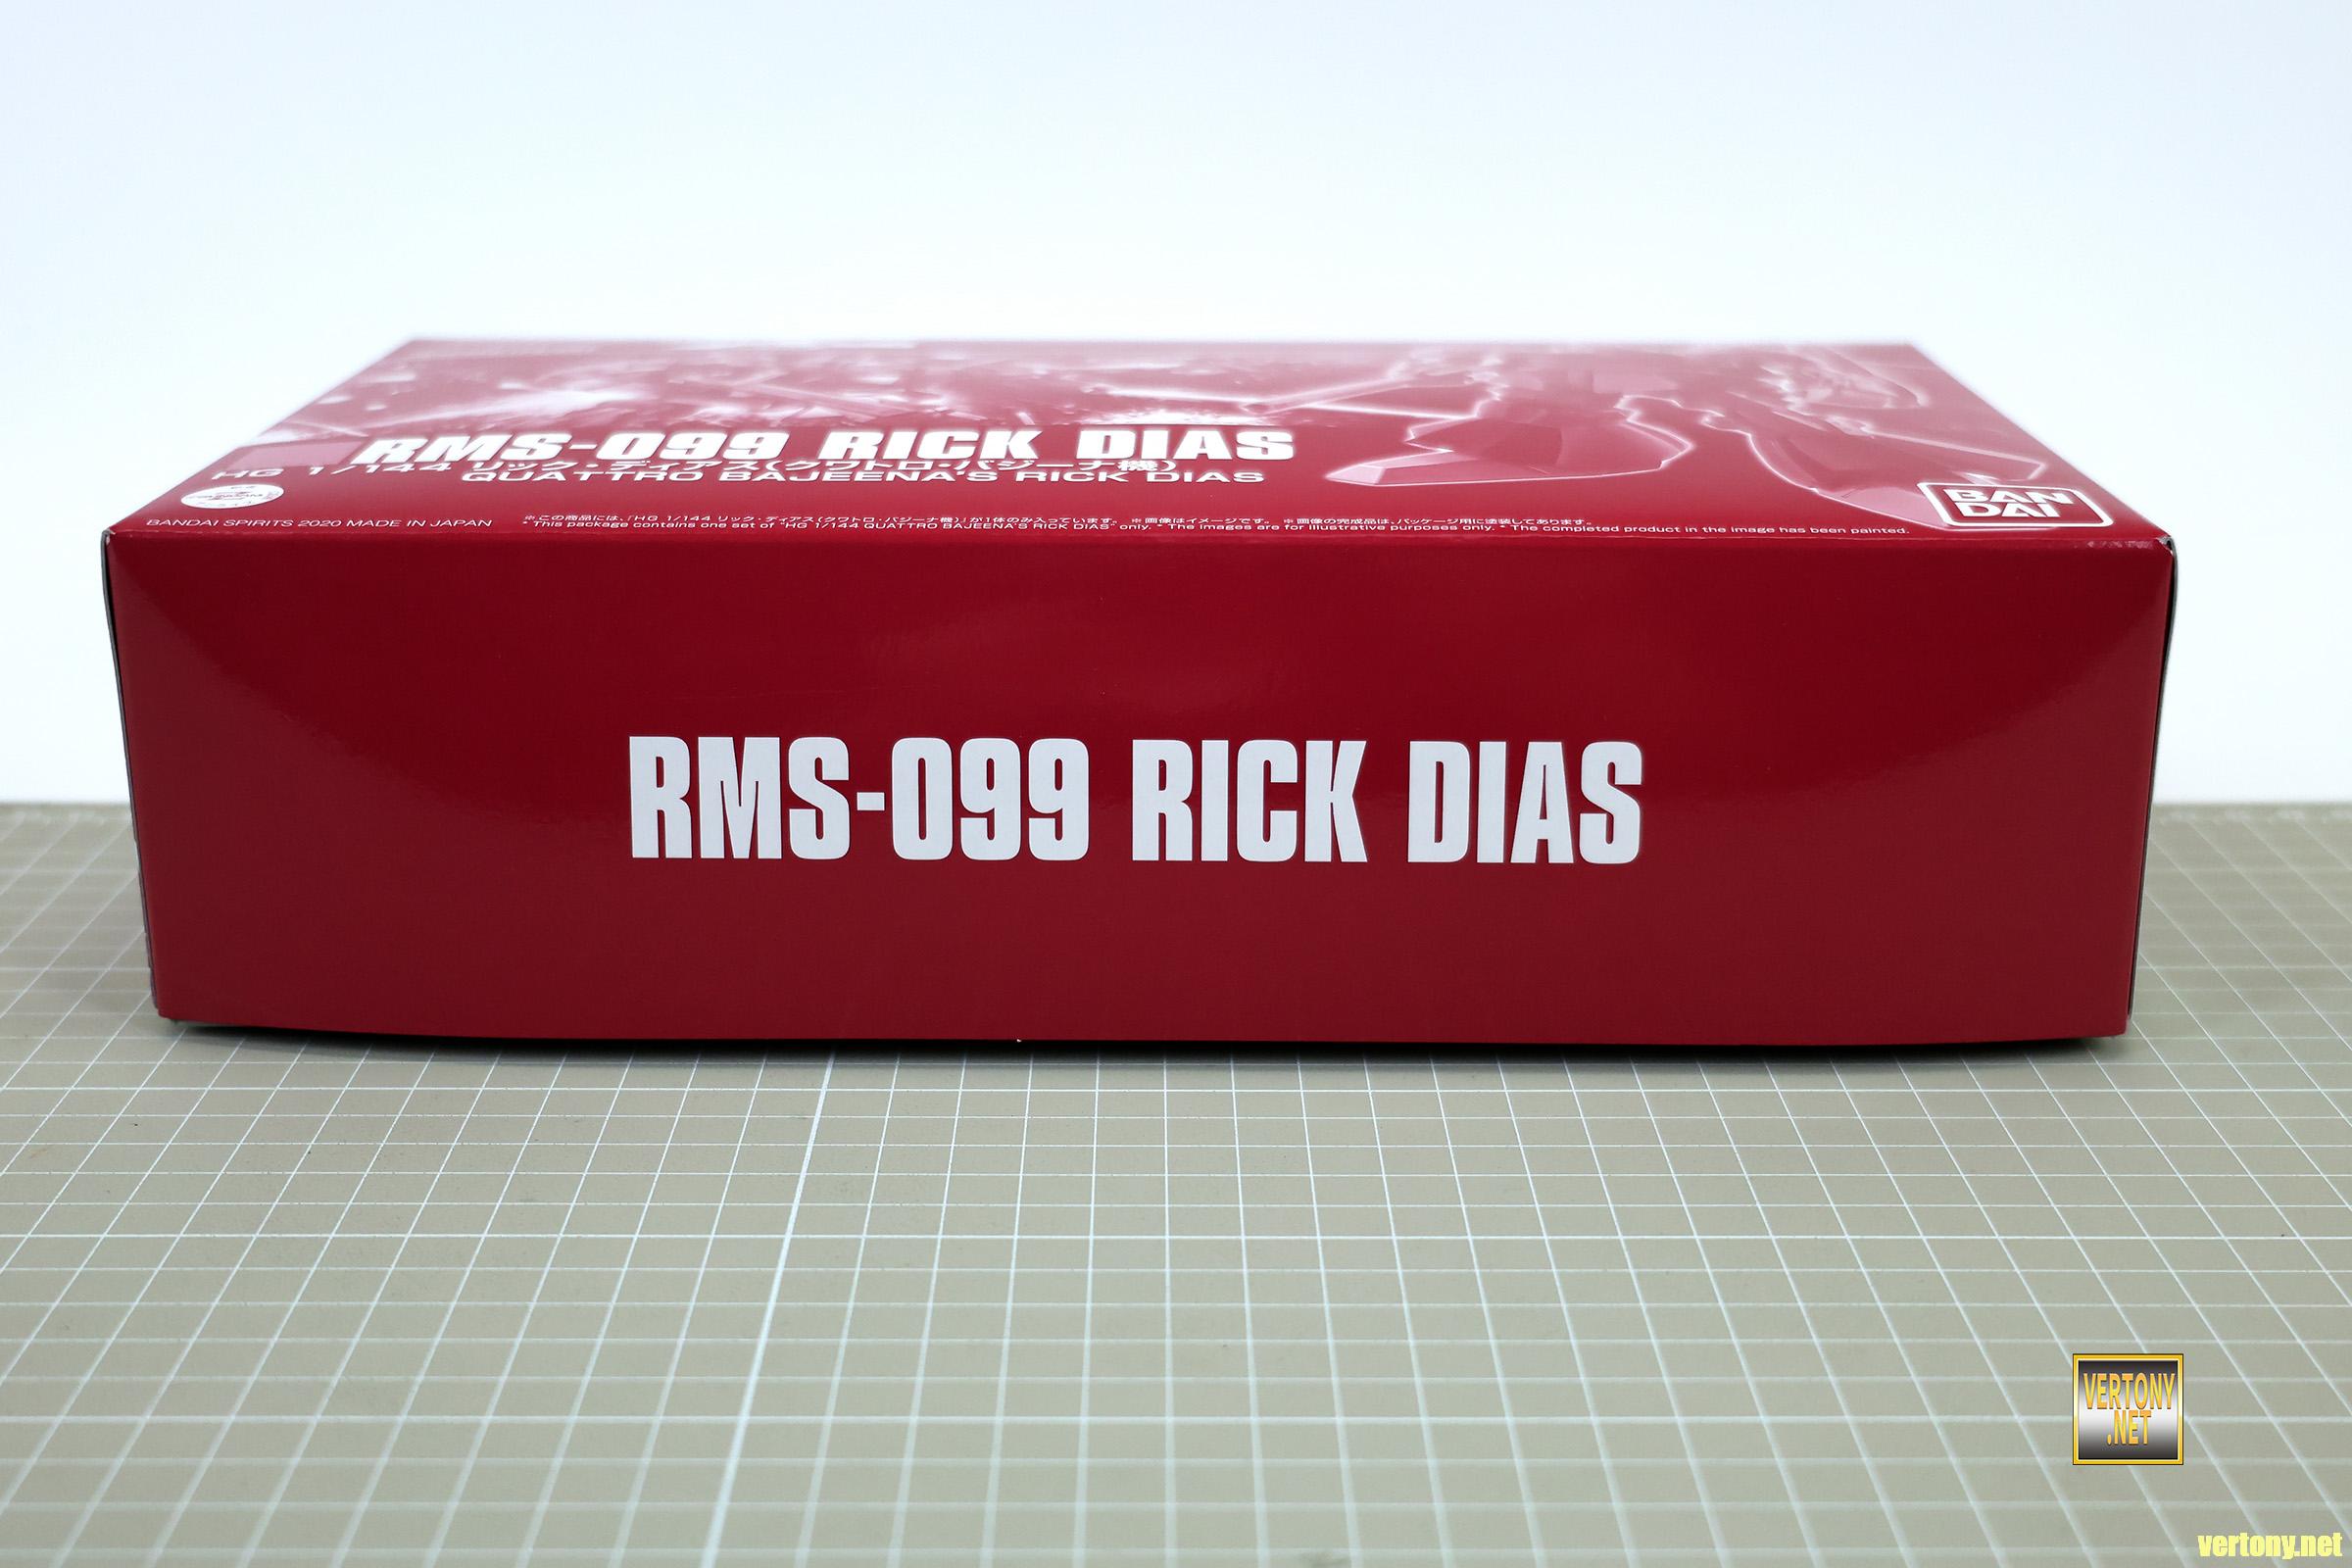 RMS-099 RICK DIAS
HG 1/144 リック・ディアス(クワトロ・バジーナ機)
QUATTRO BAJEENA'S RICK DIAS
BANDAI SPIRITS 2020 MADE IN JAPAN
※この商品には、「HG 1/144 リック・ディアス(クワトロ・バジーナ機)」が1体のみ入っています。 ※画像はイメージです。 ※画像の完成品は、パッケージ用に塗装してあります。
* This package contains one set of "HG 1/144 QUATTRO BAJEENA'S RICK DIAS" only. * The images are for illustrative purposes only. * The completed product in the image has been painted.
BAN
DAI
RMS-099 RICK DIAS
VERTONY
.NET
vertony.net